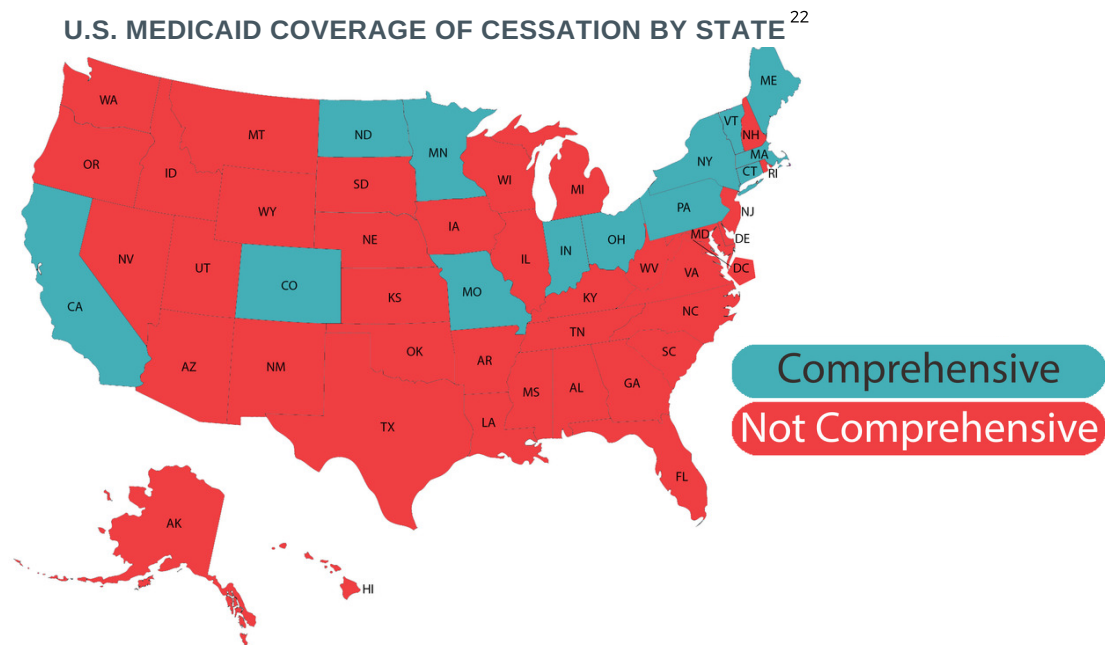 U.S. MEDICAID COVERAGE OF CESSATION BY STATE 22
ME
WA
VT
ND
MT
NH
MN
MA
OR
NY
CT
RI
ID
WI
SD
MI
WY
PA
NJ
IA
MD
DE
NE
OH
IN
NV
IL
UT
WV
DC
VA
CO
MO
KS
KY
CA
NC
TN
OK
SC
AR
AZ
NM
GA
MS
AL
TX
LA
FL
Comprehensive
Not Comprehensive
AK
HI